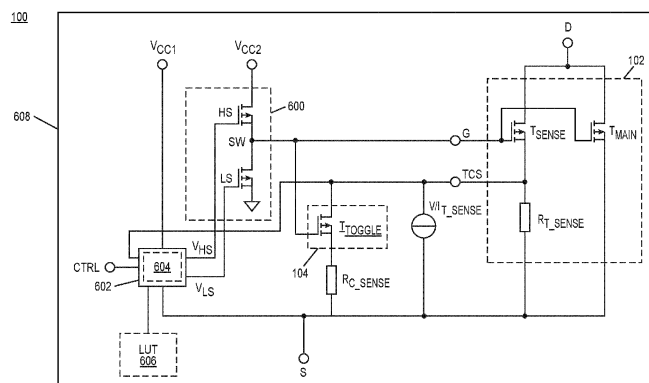 100
608
VCC1
VCC2
D
102
HS
600
SW
G
TSENSE
TMAIN
LS
TCS
V/IT_SENSE
TTOGGLE
RT_SENSE
VHS
CTRL
604
602
VLS
104
RC_SENSE
LUT
606
S